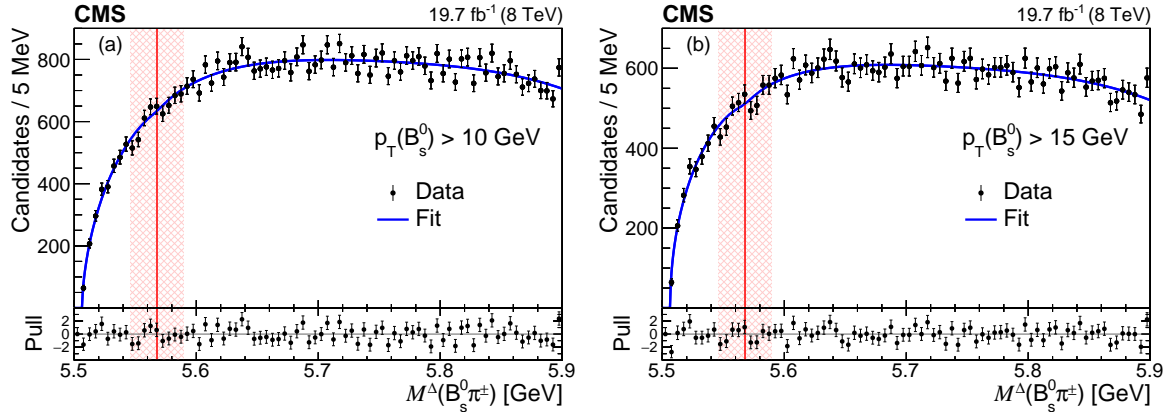 CMS 19.7 fb⁻¹ (8 TeV)
(a)
Candidates / 5 MeV
800
600
400
200
p_T(B_s^0) > 10 GeV
Data
Fit
Pull
2
0
−2
5.5 5.6 5.7 5.8 5.9
M^Δ(B_s^0π^±) [GeV]
CMS 19.7 fb⁻¹ (8 TeV)
(b)
Candidates / 5 MeV
600
400
200
p_T(B_s^0) > 15 GeV
Data
Fit
Pull
2
0
−2
5.5 5.6 5.7 5.8 5.9
M^Δ(B_s^0π^±) [GeV]